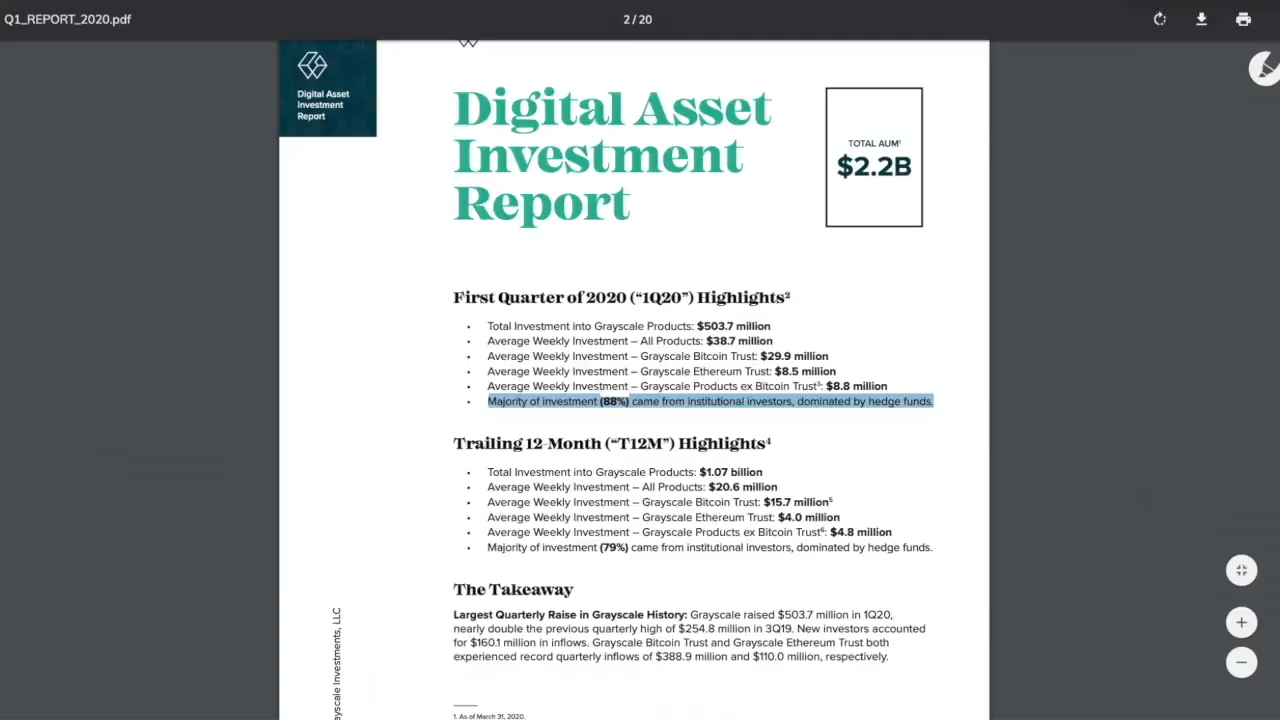 Q1_REPORT_2020.pdf
2 / 20
Digital Asset
Investment
Report
Digital Asset
Investment
Report
TOTAL AUM¹
$2.2B
First Quarter of 2020 (“1Q20”) Highlights²
• Total Investment into Grayscale Products: $503.7 million
• Average Weekly Investment – All Products: $38.7 million
• Average Weekly Investment – Grayscale Bitcoin Trust: $29.9 million
• Average Weekly Investment – Grayscale Ethereum Trust: $8.5 million
• Average Weekly Investment – Grayscale Products ex Bitcoin Trust³: $8.8 million
• Majority of investment (88%) came from institutional investors, dominated by hedge funds.
Trailing 12-Month (“T12M”) Highlights⁴
• Total Investment into Grayscale Products: $1.07 billion
• Average Weekly Investment – All Products: $20.6 million
• Average Weekly Investment – Grayscale Bitcoin Trust: $15.7 million⁵
• Average Weekly Investment – Grayscale Ethereum Trust: $4.0 million
• Average Weekly Investment – Grayscale Products ex Bitcoin Trust⁶: $4.8 million
• Majority of investment (79%) came from institutional investors, dominated by hedge funds.
The Takeaway
Largest Quarterly Raise in Grayscale History: Grayscale raised $503.7 million in 1Q20,
nearly double the previous quarterly high of $254.8 million in 3Q19. New investors accounted
for $160.1 million in inflows. Grayscale Bitcoin Trust and Grayscale Ethereum Trust both
experienced record quarterly inflows of $388.9 million and $110.0 million, respectively.
ayscale Investments, LLC
1. As of March 31, 2020.